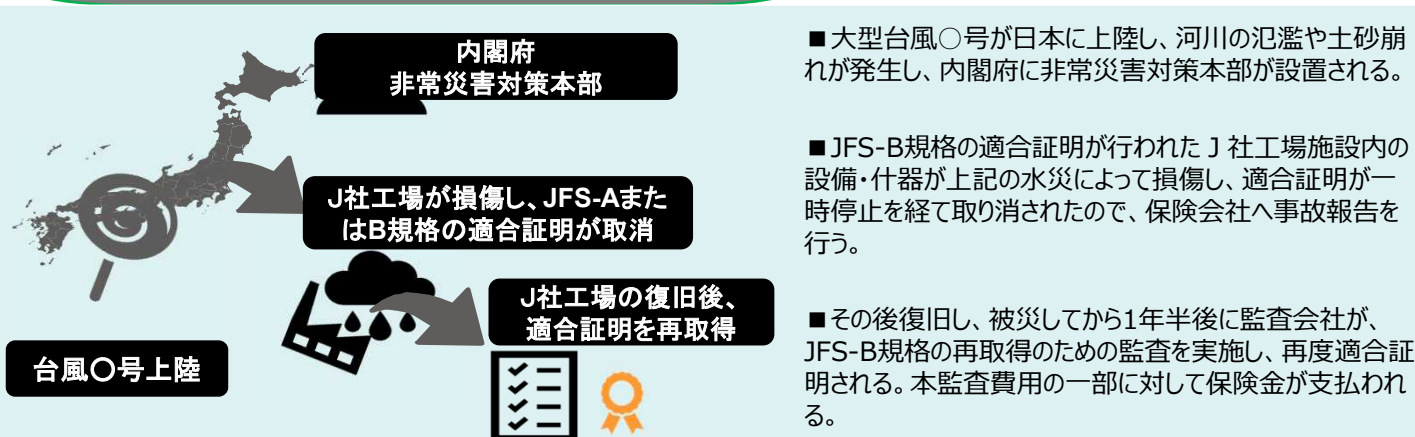 内閣府
非常災害対策本部
J社工場が損傷し、JFS-Aまた
はB規格の適合証明が取消
J社工場の復旧後、
適合証明を再取得
台風〇号上陸
■大型台風○号が日本に上陸し、河川の氾濫や土砂崩
れが発生し、内閣府に非常災害対策本部が設置される。
■JFS-B規格の適合証明が行われたJ社工場施設内の
設備・什器が上記の水災によって損傷し、適合証明が一
時停止を経て取り消されたので、保険会社へ事故報告を
行う。
■その後復旧し、被災してから1年半後に監査会社が、
JFS-B規格の再取得のための監査を実施し、再度適合証
明される。本監査費用の一部に対して保険金が支払われ
る。